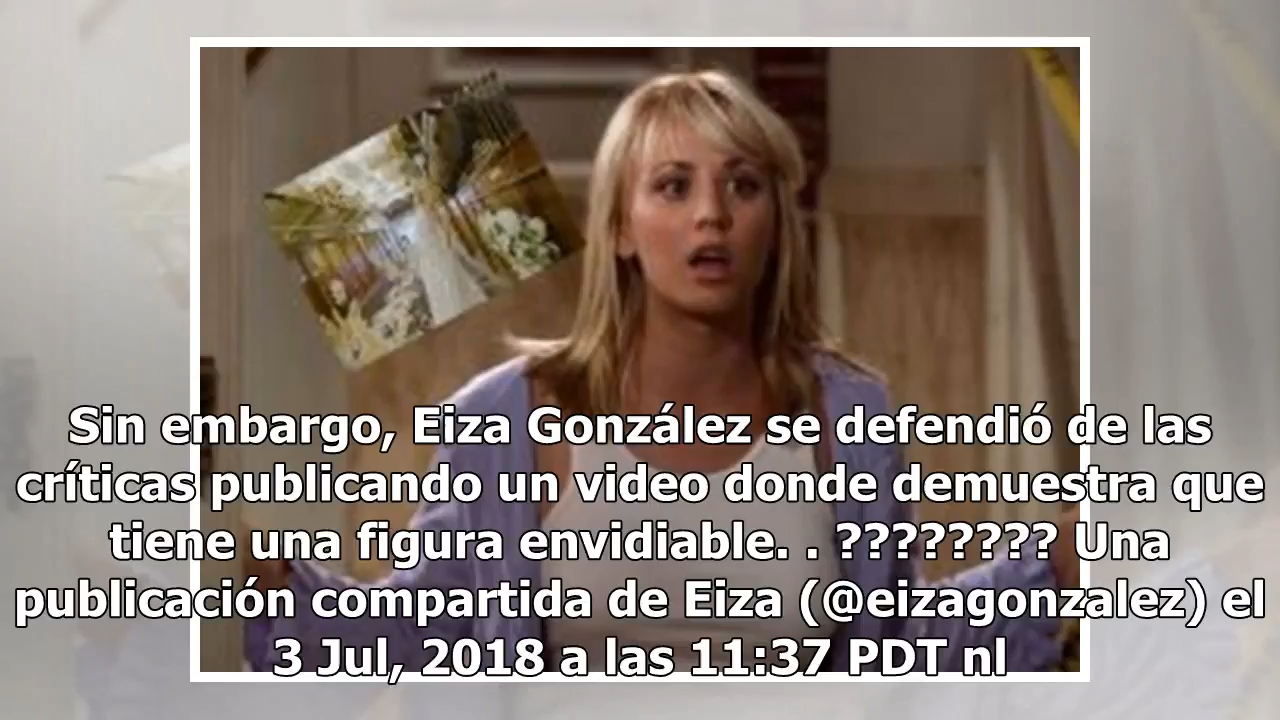 Sin embargo, Eiza González se defendió de las
críticas publicando un video donde demuestra que
tiene una figura envidiable. . ???????? Una
publicación compartida de Eiza (@eizagonzalez) el
3 Jul, 2018 a las 11:37 PDT nl